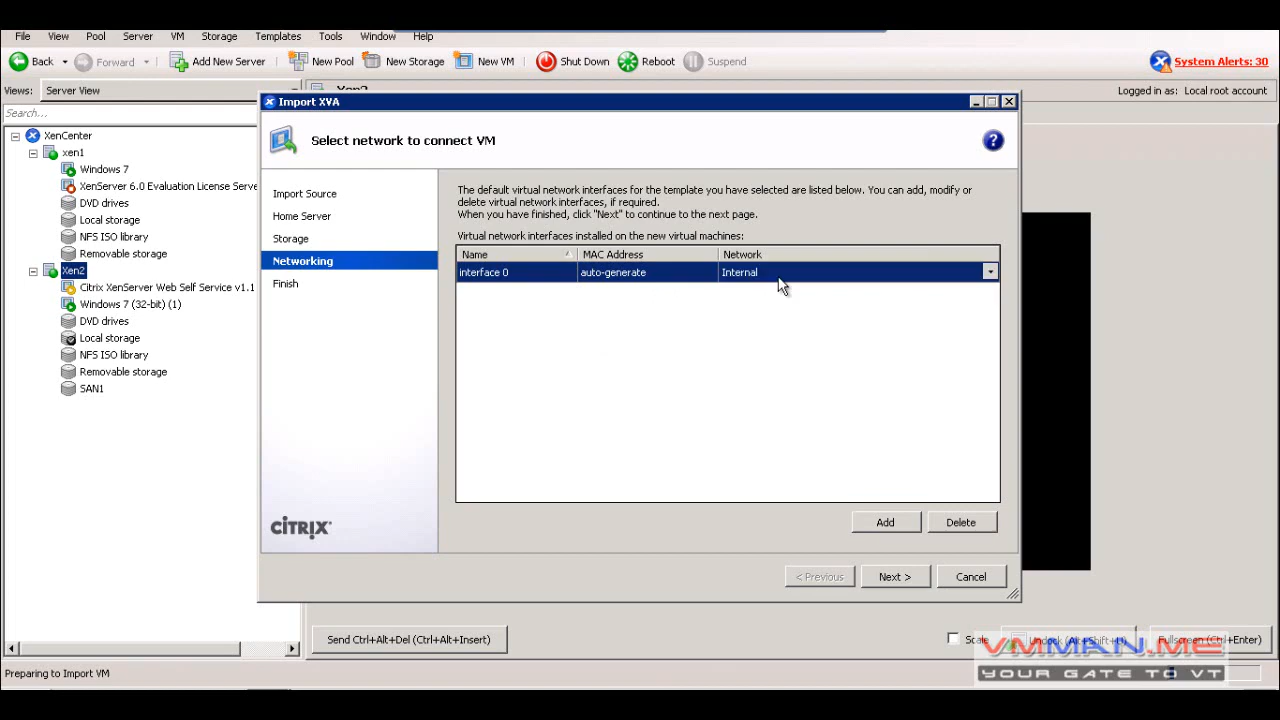 File View Pool Server VM Storage Templates Tools Window Help
Back Forward Add New Server New Pool New Storage New VM Shut Down Reboot Suspend System Alerts: 30
Views: Server View Logged in as: Local root account
Search...
XenCenter
xen1
Windows 7
XenServer 6.0 Evaluation License Serve
DVD drives
Local storage
NFS ISO library
Removable storage
Xen2
Citrix XenServer Web Self Service v1.1
Windows 7 (32-bit) (1)
DVD drives
Local storage
NFS ISO library
Removable storage
SAN1
Import XVA
Select network to connect VM
?
Import Source
Home Server
Storage
Networking
Finish
CITRIX
The default virtual network interfaces for the template you have selected are listed below. You can add, modify or
delete virtual network interfaces, if required.
When you have finished, click "Next" to continue to the next page.
Virtual network interfaces installed on the new virtual machines:
Name MAC Address Network
interface 0 auto-generate Internal
Add Delete
< Previous Next > Cancel
Send Ctrl+Alt+Del (Ctrl+Alt+Insert) Scale Undock (Alt+Shift+U) Fullscreen (Ctrl+Enter)
VMMAN.ME
YOUR GATE TO VT
Preparing to Import VM